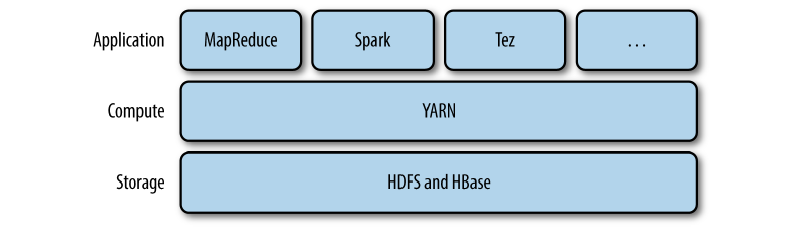 Application MapReduce Spark Tez ...
Compute YARN
Storage HDFS and HBase